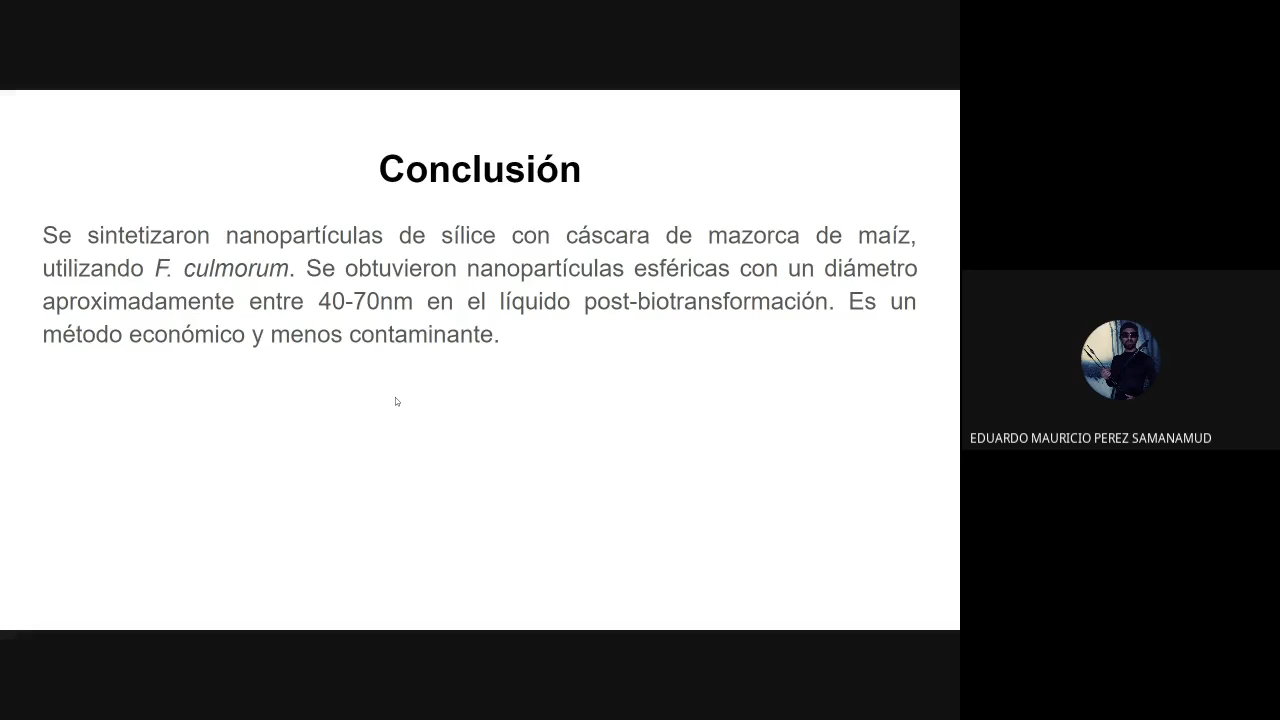 Conclusión
Se sintetizaron nanopartículas de sílice con cáscara de mazorca de maíz,
utilizando F. culmorum. Se obtuvieron nanopartículas esféricas con un diámetro
aproximadamente entre 40-70nm en el líquido post-biotransformación. Es un
método económico y menos contaminante.
EDUARDO MAURICIO PEREZ SAMANAMUD